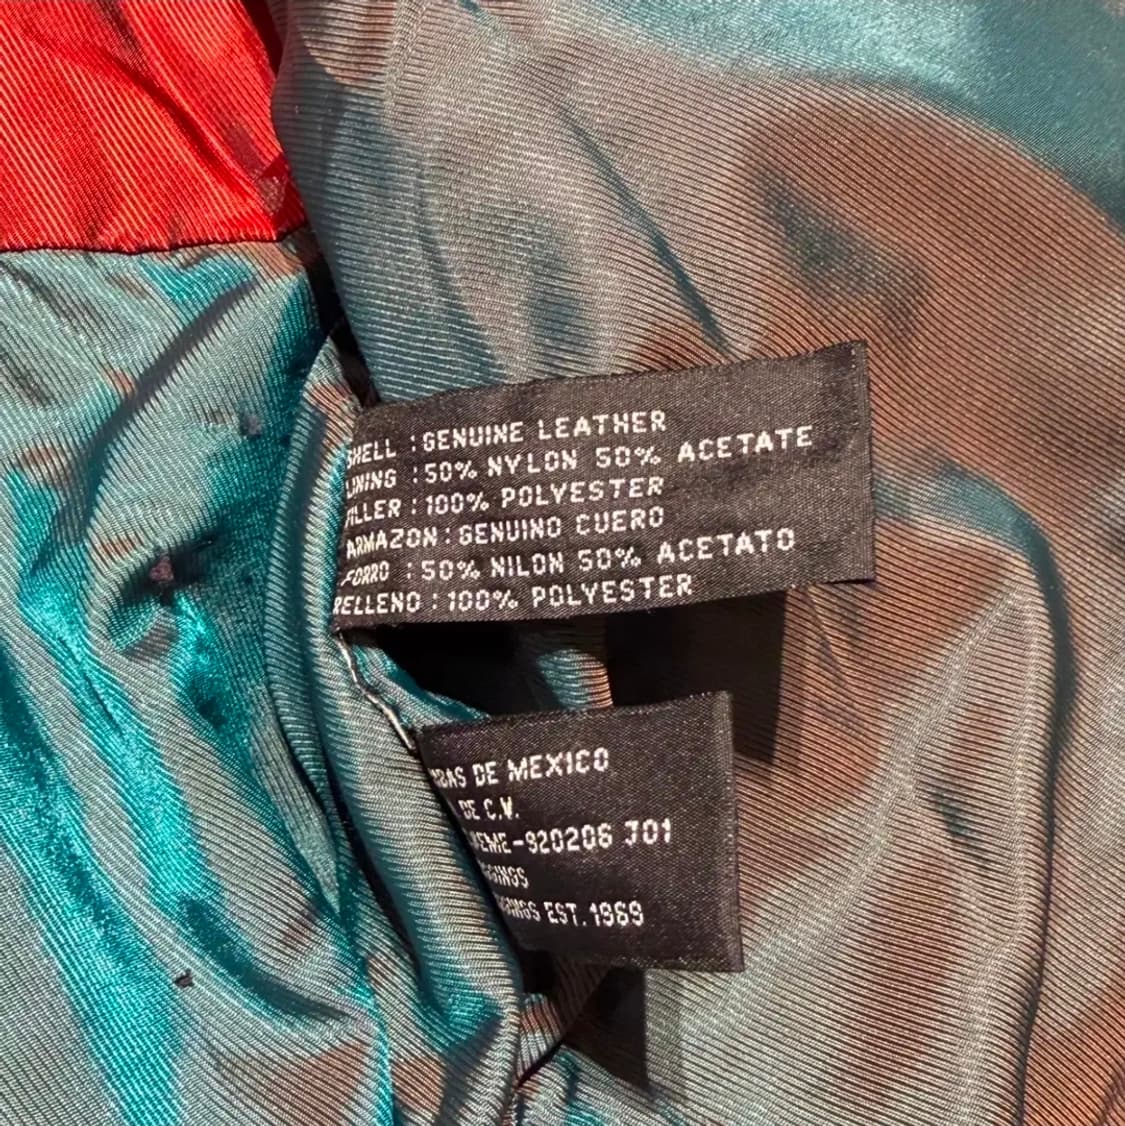 SHELL : GENUINE LEATHER
LINING : 50% NYLON 50% ACETATE
FILLER : 100% POLYESTER
ARMAZON : GENUINO CUERO
FORRO : 50% NILON 50% ACETATO
RELLENO : 100% POLYESTER
DE MEXICO
DE C.V.
-920206 J01
EST. 1969